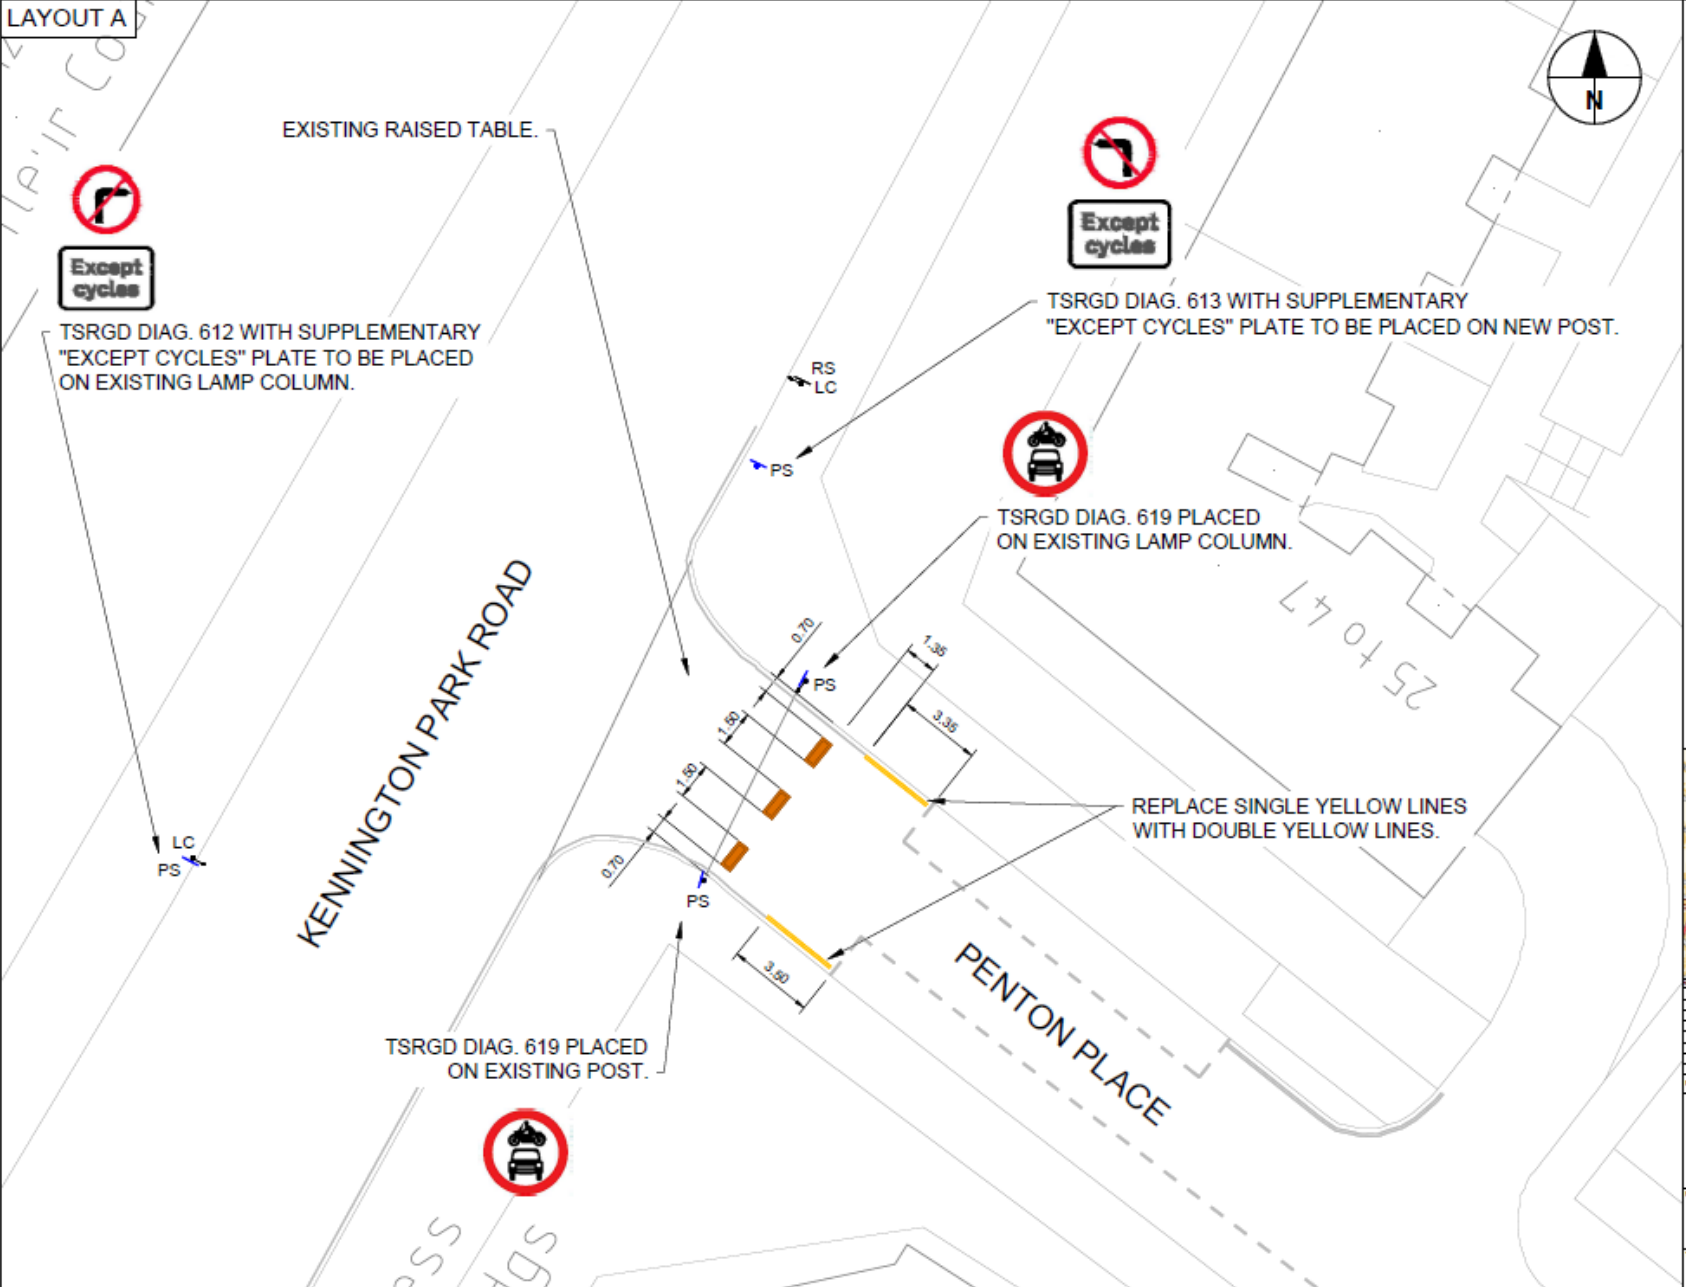 LAYOUT A
N
EXISTING RAISED TABLE.
Except
cycles
TSRGD DIAG. 612 WITH SUPPLEMENTARY
"EXCEPT CYCLES" PLATE TO BE PLACED
ON EXISTING LAMP COLUMN.
Except
cycles
TSRGD DIAG. 613 WITH SUPPLEMENTARY
"EXCEPT CYCLES" PLATE TO BE PLACED ON NEW POST.
RS
LC
PS
TSRGD DIAG. 619 PLACED
ON EXISTING LAMP COLUMN.
25 to 47
KENNINGTON PARK ROAD
0.70
PS
1.35
3.35
1.50
1.50
0.70
REPLACE SINGLE YELLOW LINES
WITH DOUBLE YELLOW LINES.
LC
PS
PS
3.50
PENTON PLACE
TSRGD DIAG. 619 PLACED
ON EXISTING POST.